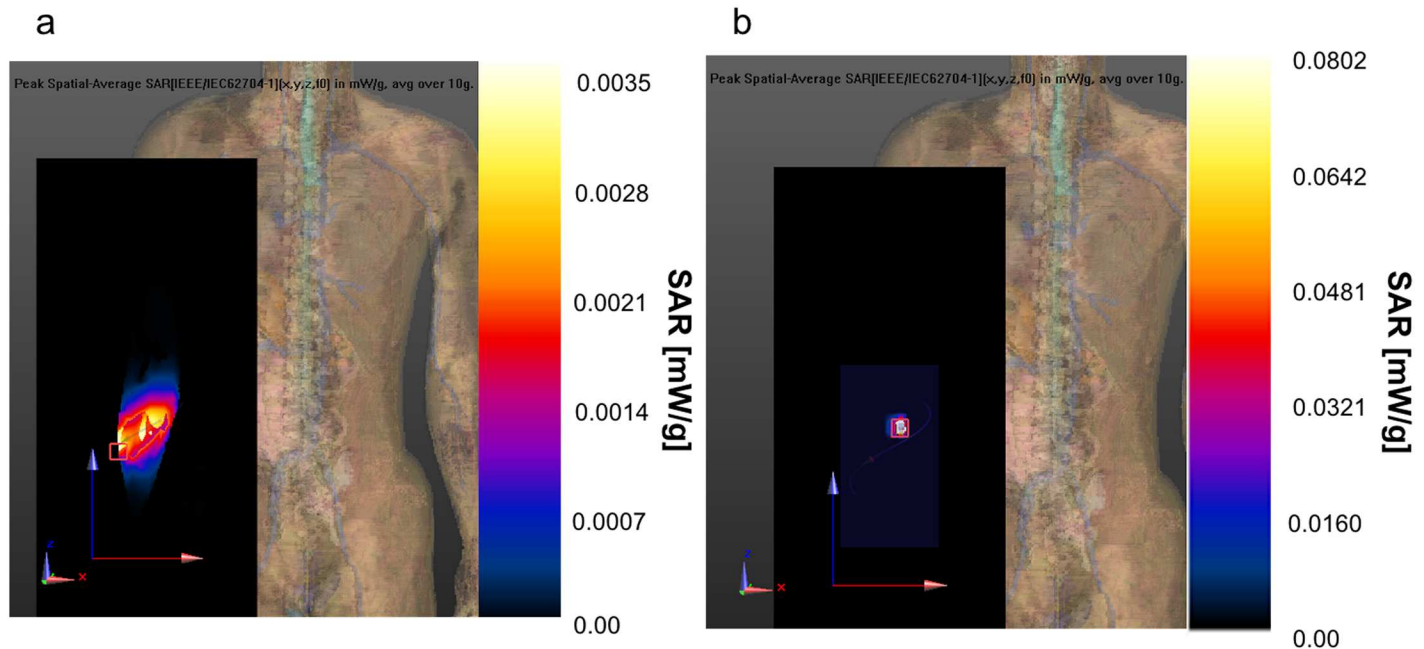 a
Peak Spatial-Average SAR[IEEE/IEC62704-1](x,y,z,f0) in mW/g, avg over 10g.
0.0035
0.0028
0.0021
0.0014
0.0007
0.00
SAR [mW/g]
z
x
b
Peak Spatial-Average SAR[IEEE/IEC62704-1](x,y,z,f0) in mW/g, avg over 10g.
0.0802
0.0642
0.0481
0.0321
0.0160
0.00
SAR [mW/g]
z
x